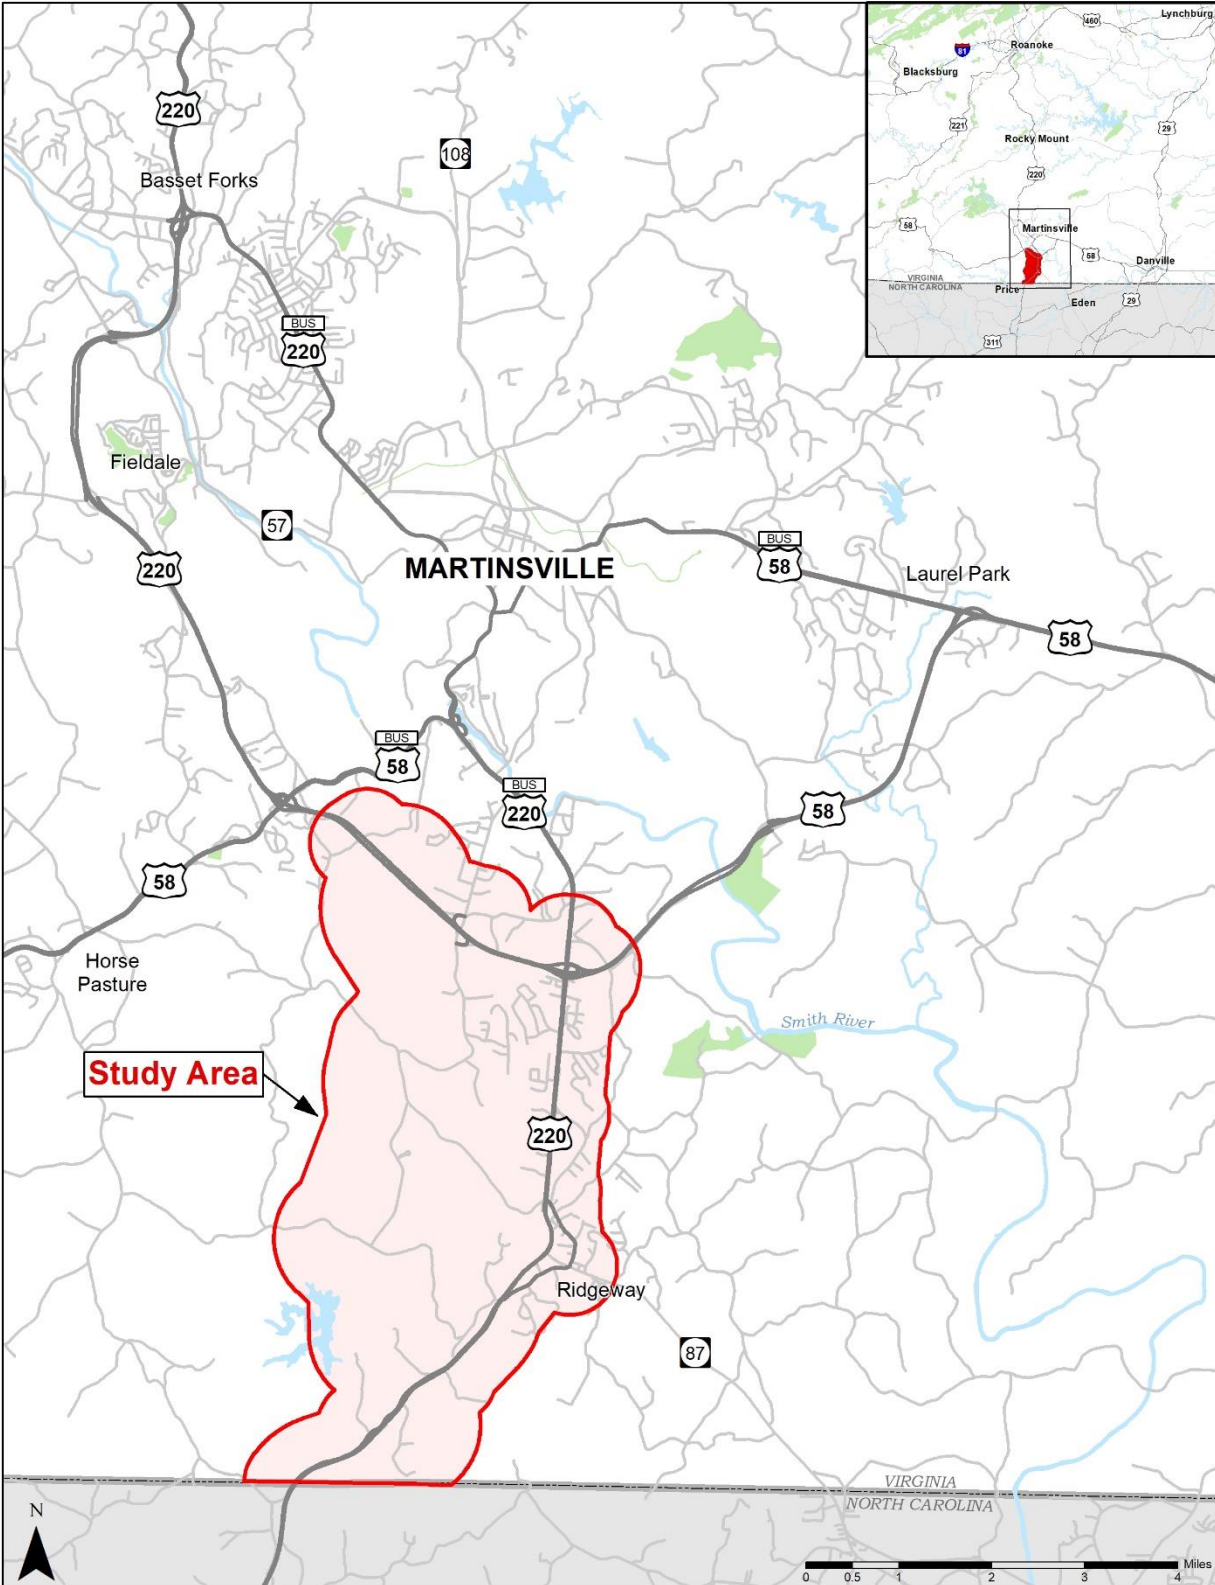 460
Lynchburg
81
Roanoke
Blacksburg
221
29
Rocky Mount
220
58
Martinsville
58
Danville
VIRGINIA
NORTH CAROLINA
Price
Eden
29
311
220
108
Basset Forks
BUS
220
Fieldale
57
220
MARTINSVILLE
BUS
58
Laurel Park
58
BUS
58
BUS
220
58
58
Horse
Pasture
Smith River
Study Area
220
Ridgeway
87
VIRGINIA
NORTH CAROLINA
N
Miles
0 0.5 1 2 3 4